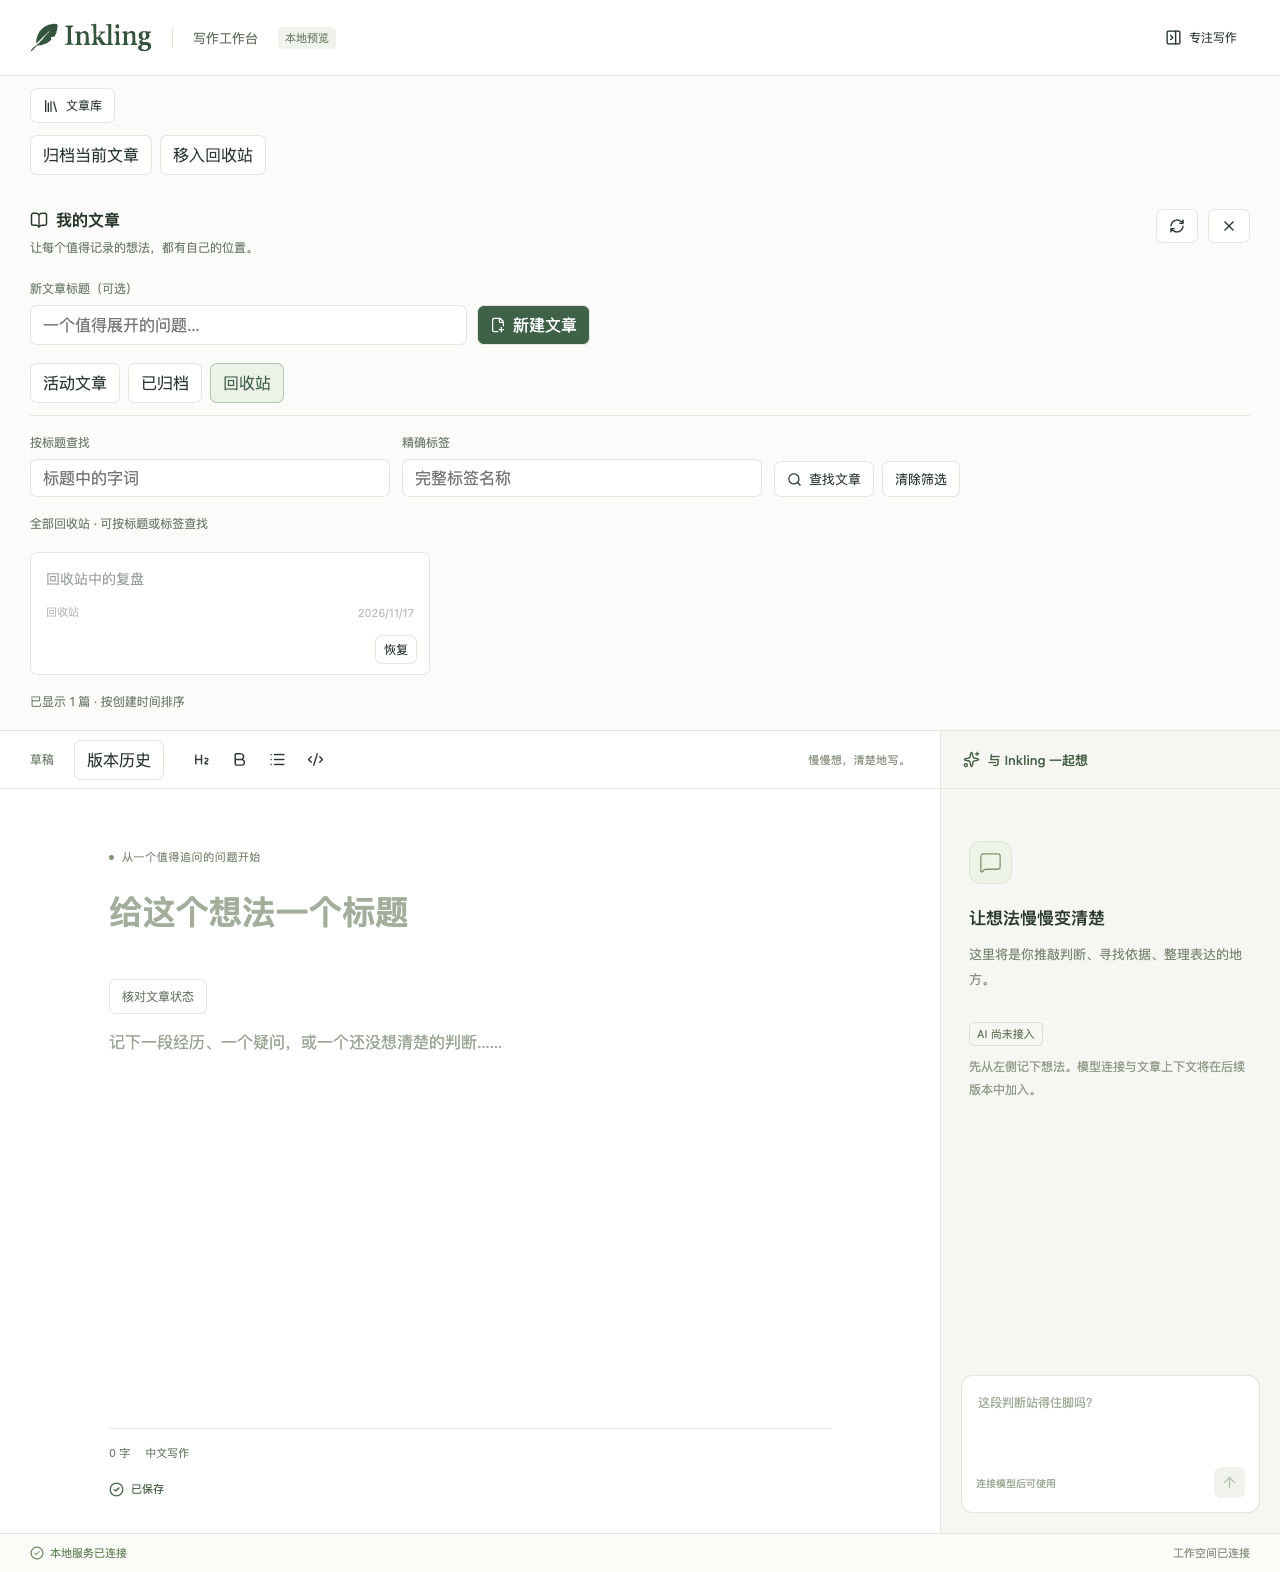 Inkling
写作工作台
本地预览
专注写作
文章库
归档当前文章
移入回收站
我的文章
让每个值得记录的想法，都有自己的位置。
新文章标题（可选）
一个值得展开的问题...
新建文章
活动文章
已归档
回收站
按标题查找
精确标签
标题中的字词
完整标签名称
查找文章
清除筛选
全部回收站 · 可按标题或标签查找
回收站中的复盘
回收站
2026/11/17
恢复
已显示 1 篇 · 按创建时间排序
草稿
版本历史
H2
B
慢慢想，清楚地写。
与 Inkling 一起想
从一个值得追问的问题开始
给这个想法一个标题
核对文章状态
记下一段经历、一个疑问，或一个还没想清楚的判断……
让想法慢慢变清楚
这里将是你推敲判断、寻找依据、整理表达的地
方。
AI 尚未接入
先从左侧记下想法。模型连接与文章上下文将在后续
版本中加入。
这段判断站得住脚吗？
连接模型后可使用
0 字
中文写作
已保存
本地服务已连接
工作空间已连接